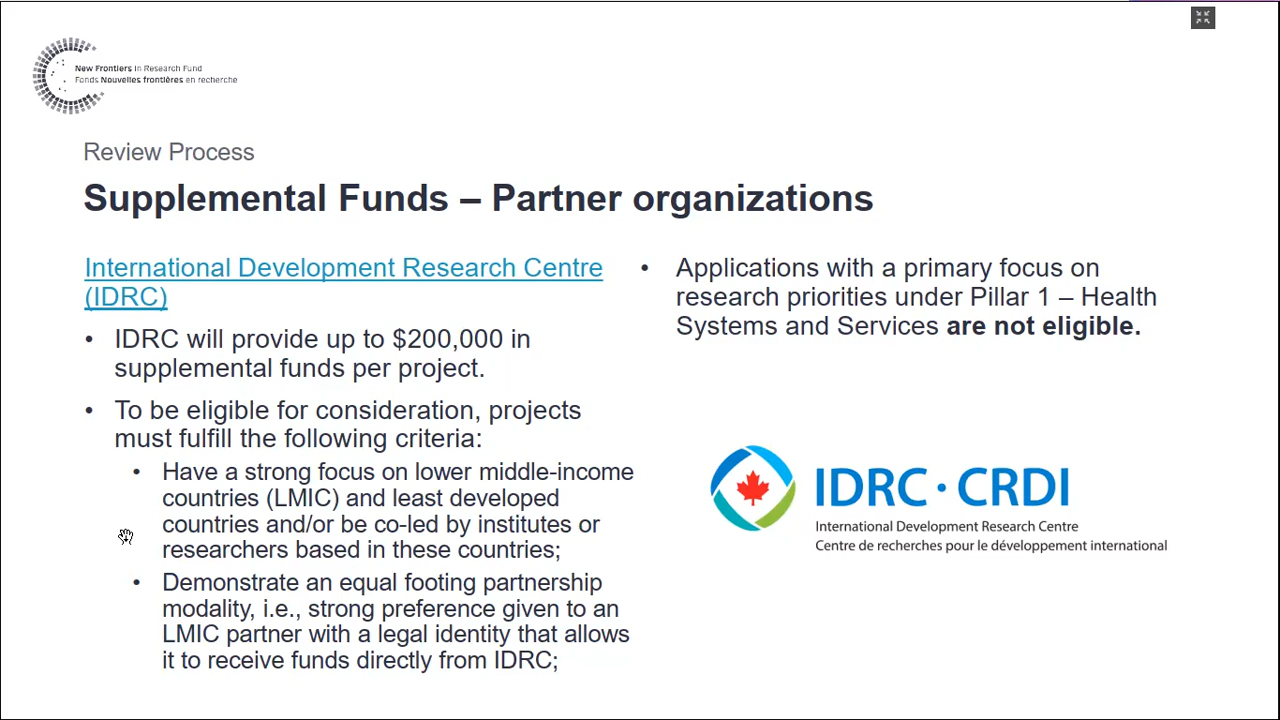 New Frontiers in Research Fund
Fonds Nouvelles frontières en recherche
Review Process
Supplemental Funds – Partner organizations
International Development Research Centre
(IDRC)
• IDRC will provide up to $200,000 in
supplemental funds per project.
• To be eligible for consideration, projects
must fulfill the following criteria:
• Have a strong focus on lower middle-income
countries (LMIC) and least developed
countries and/or be co-led by institutes or
researchers based in these countries;
• Demonstrate an equal footing partnership
modality, i.e., strong preference given to an
LMIC partner with a legal identity that allows
it to receive funds directly from IDRC;
• Applications with a primary focus on
research priorities under Pillar 1 – Health
Systems and Services are not eligible.
IDRC · CRDI
International Development Research Centre
Centre de recherches pour le développement international